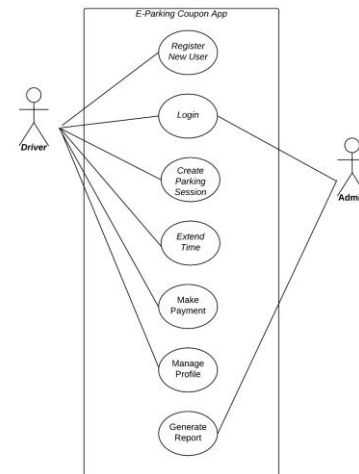 E-Parking Coupon App
Register
New User
Login
Driver
Create
Parking
Session
Admi
Extend
Time
Make
Payment
Manage
Profile
Generate
Report